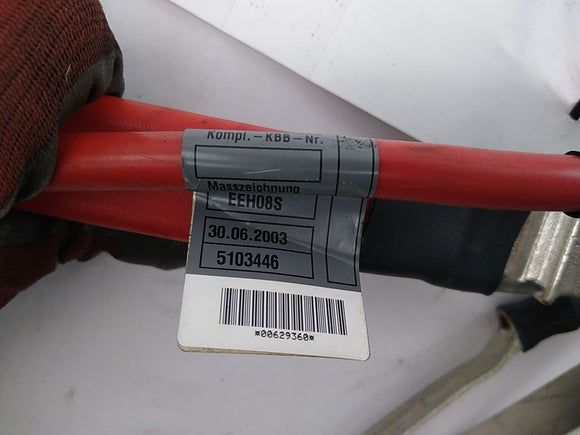 Kompl.-KBB-Nr.
Masszeichnung
EEH08S
30.06.2003
5103446
*00629360*